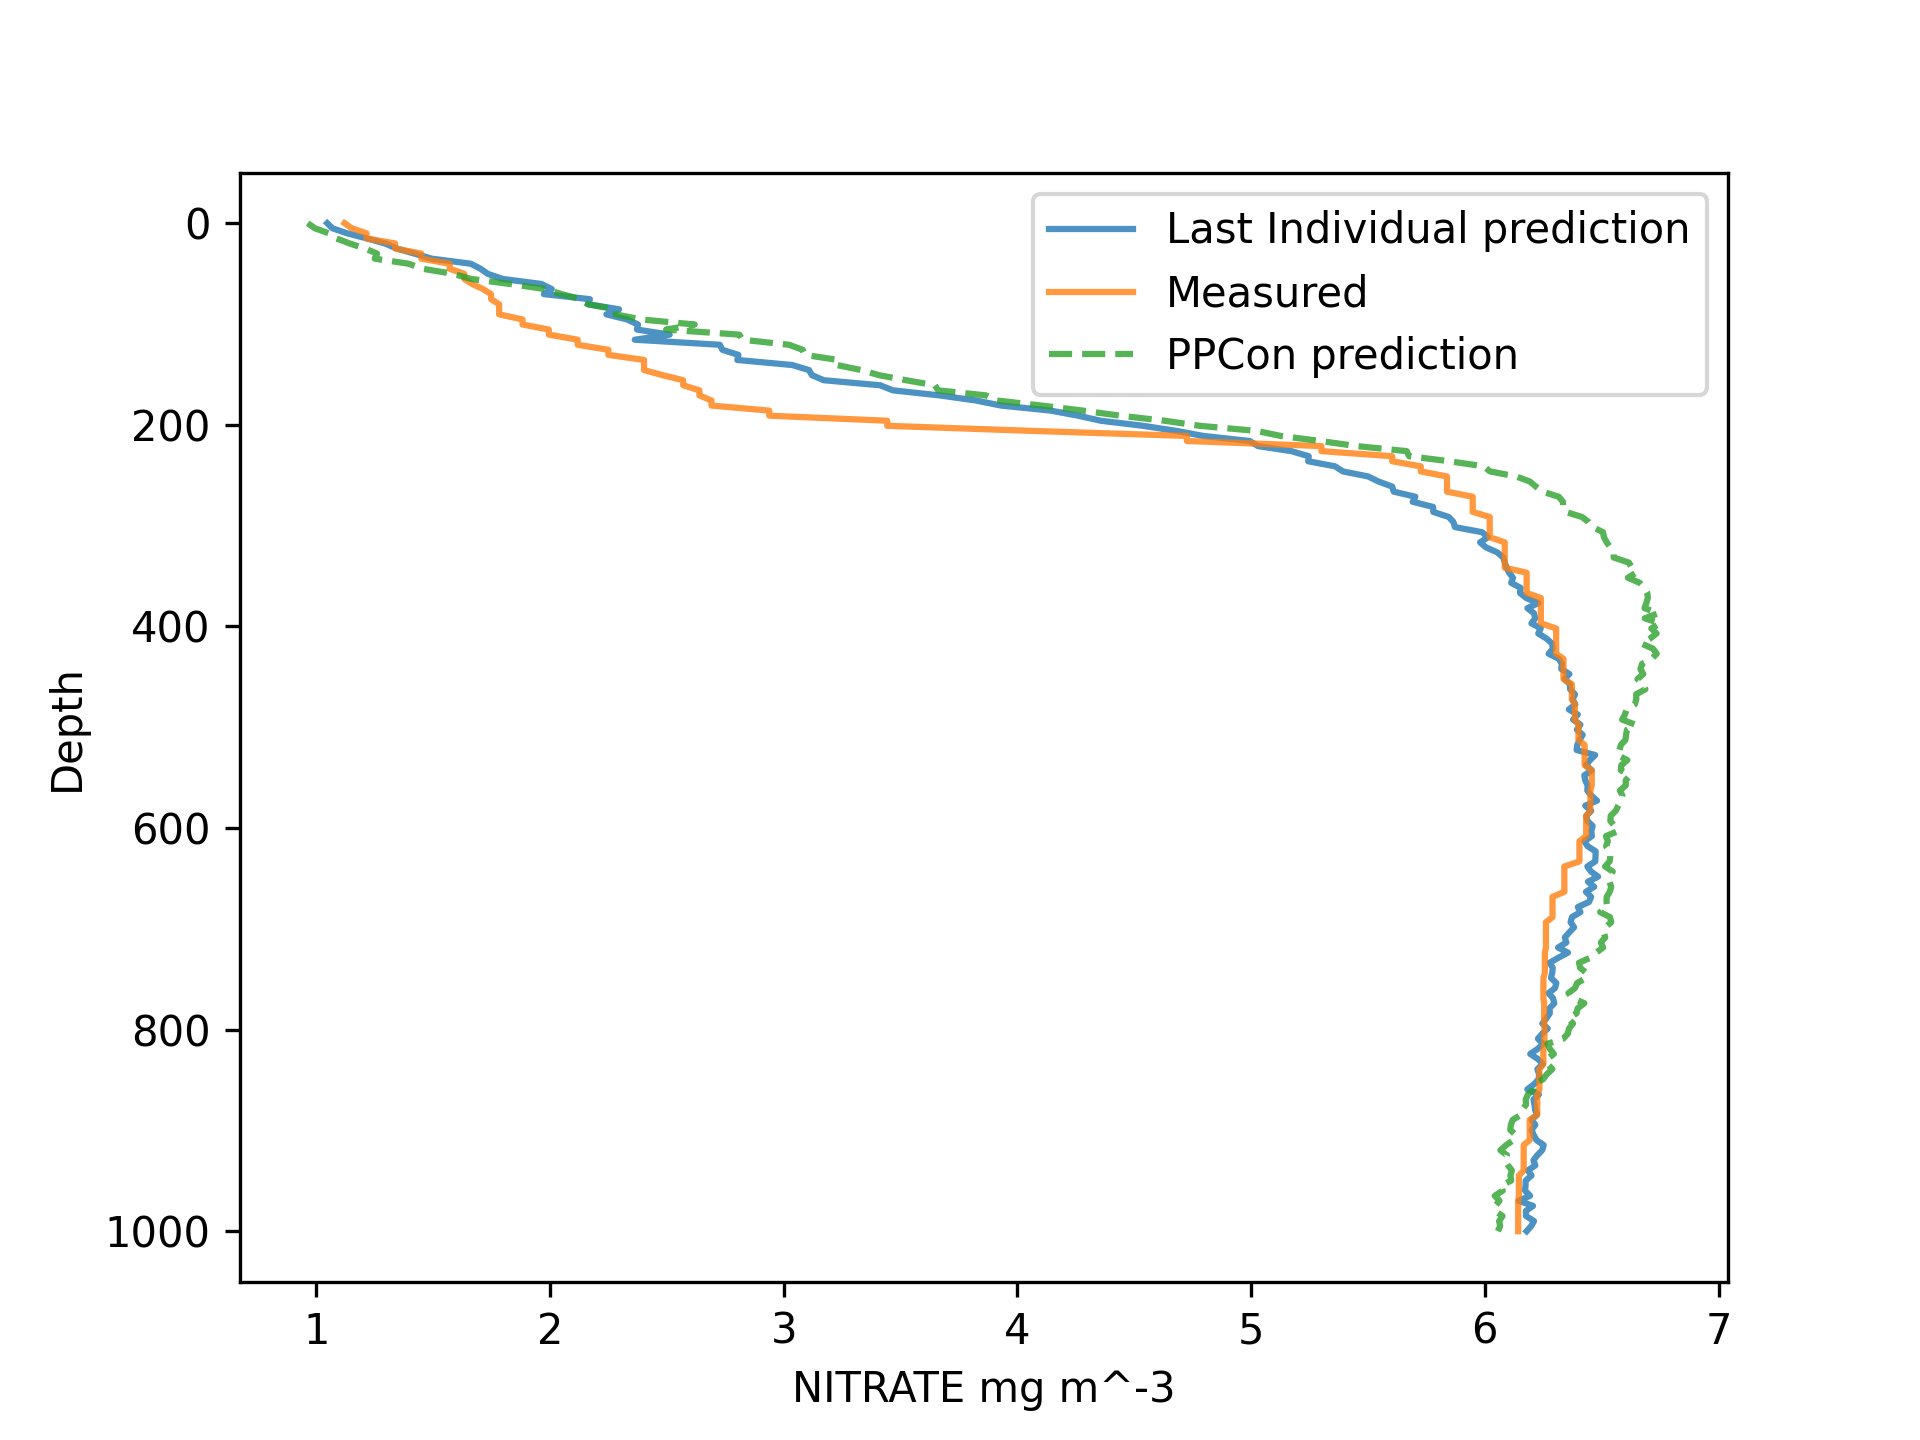 Last Individual prediction
Measured
PPCon prediction
0
200
400
600
800
1000
Depth
1 2 3 4 5 6 7
NITRATE mg m^-3